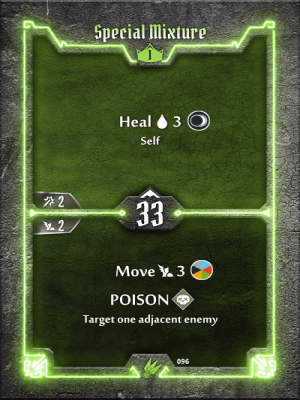 Special Mixture
1
Heal 3
Self
2
33
2
Move 3
POISON
Target one adjacent enemy
096